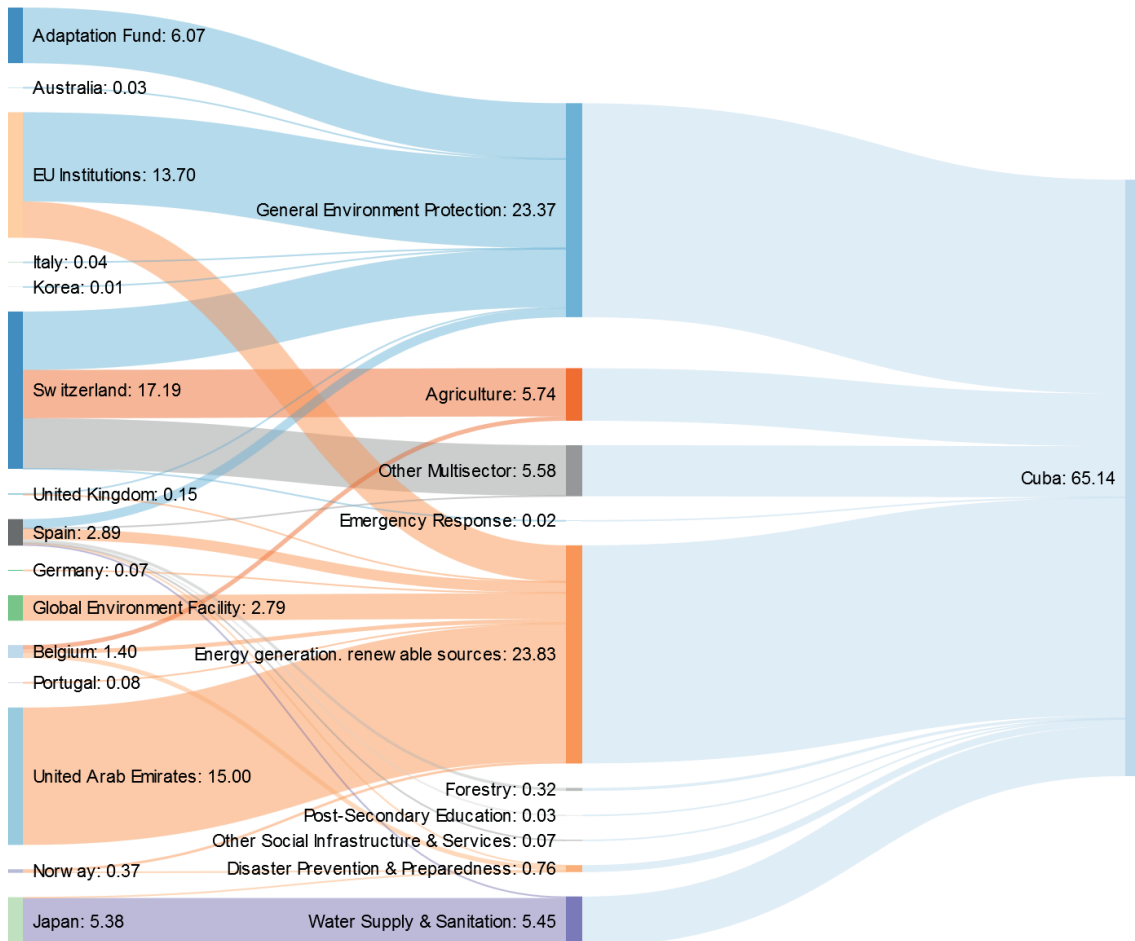 Adaptation Fund: 6.07
Australia: 0.03
EU Institutions: 13.70
General Environment Protection: 23.37
Italy: 0.04
Korea: 0.01
Switzerland: 17.19
Agriculture: 5.74
Other Multisector: 5.58
Cuba: 65.14
United Kingdom: 0.15
Emergency Response: 0.02
Spain: 2.89
Germany: 0.07
Global Environment Facility: 2.79
Belgium: 1.40
Energy generation. renewable sources: 23.83
Portugal: 0.08
United Arab Emirates: 15.00
Forestry: 0.32
Post-Secondary Education: 0.03
Other Social Infrastructure & Services: 0.07
Norway: 0.37
Disaster Prevention & Preparedness: 0.76
Japan: 5.38
Water Supply & Sanitation: 5.45